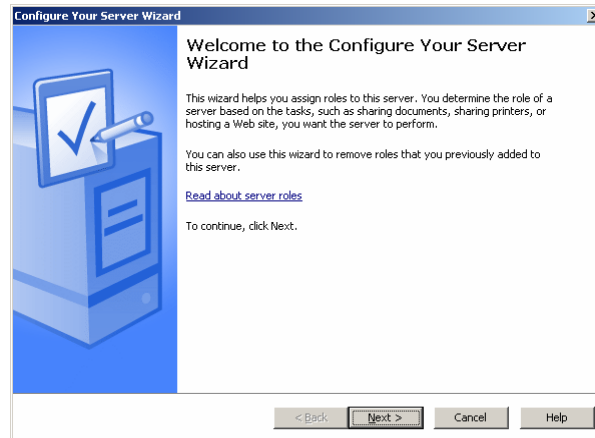 Configure Your Server Wizard
Welcome to the Configure Your Server
Wizard
This wizard helps you assign roles to this server. You determine the role of a
server based on the tasks, such as sharing documents, sharing printers, or
hosting a Web site, you want the server to perform.
You can also use this wizard to remove roles that you previously added to
this server.
Read about server roles
To continue, click Next.
< Back Next > Cancel Help